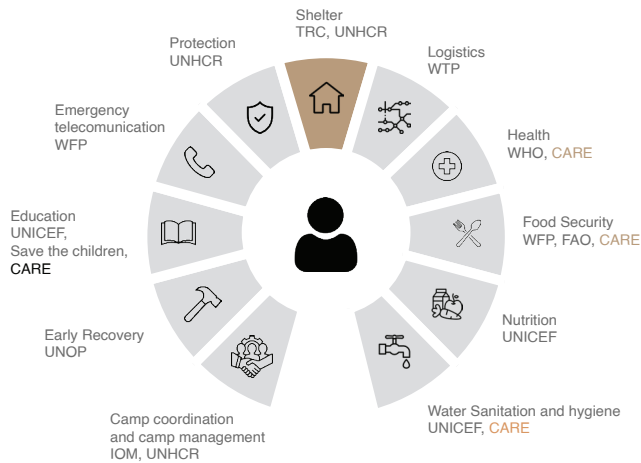 Shelter
TRC, UNHCR
Protection
UNHCR
Logistics
WTP
Emergency
telecomunication
WFP
Health
WHO, CARE
Education
UNICEF,
Save the children,
CARE
Food Security
WFP, FAO, CARE
Early Recovery
UNOP
Nutrition
UNICEF
Camp coordination
and camp management
IOM, UNHCR
Water Sanitation and hygiene
UNICEF, CARE